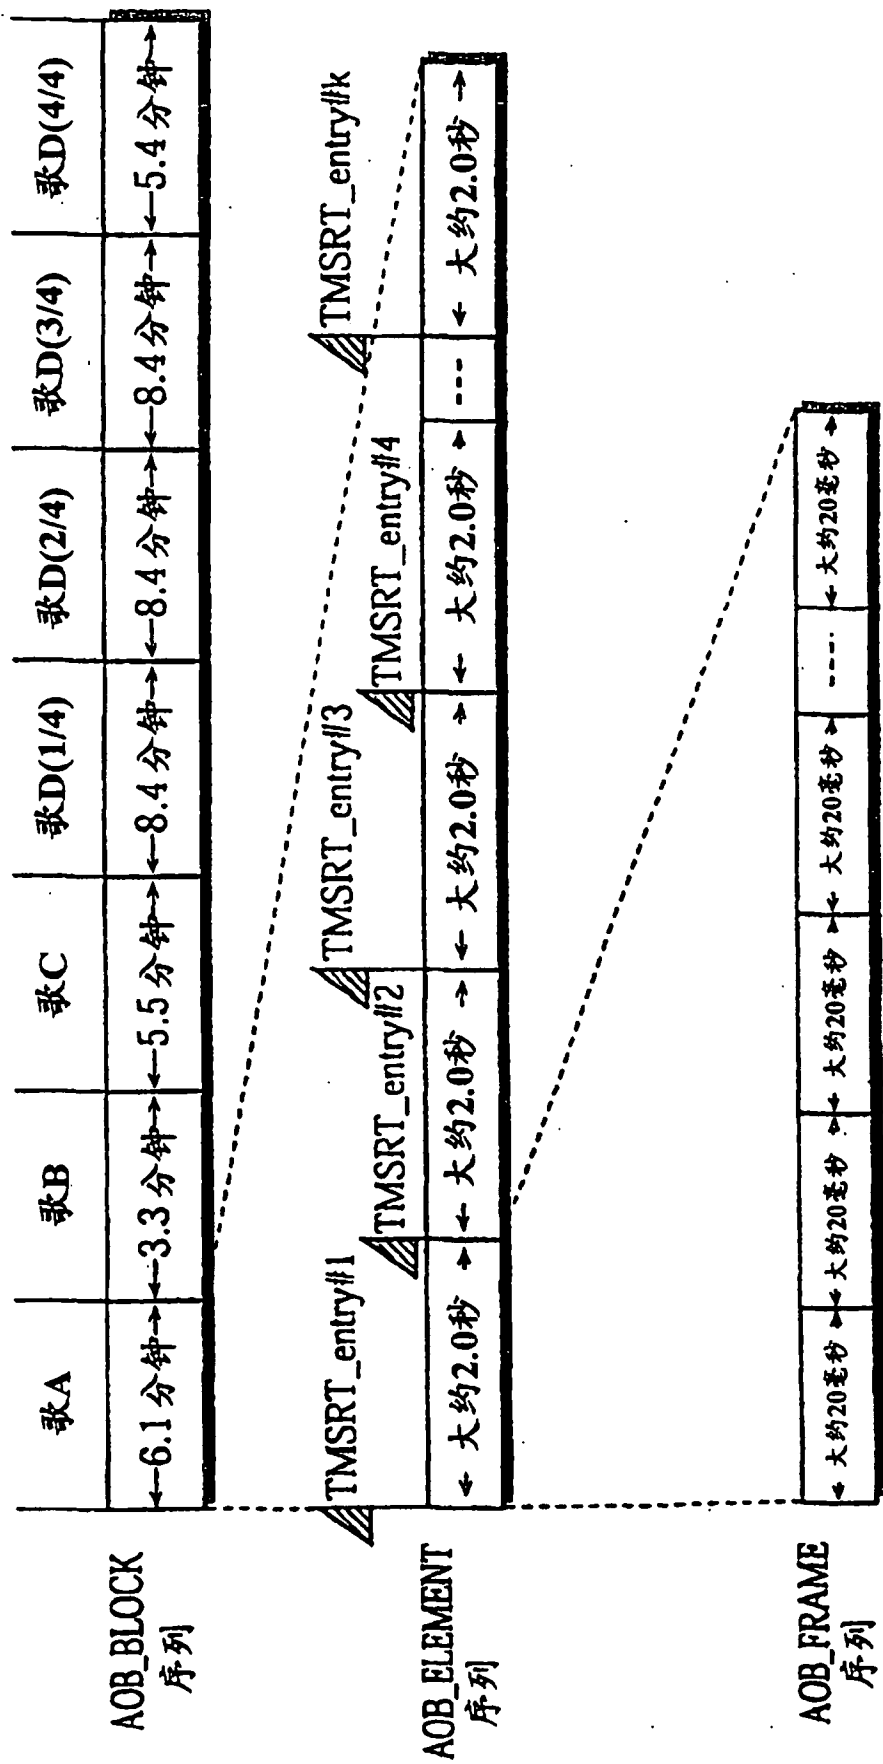 歌A
歌B
歌C
歌D(1/4)
歌D(2/4)
歌D(3/4)
歌D(4/4)
AOB_BLOCK
序列
6.1分钟
3.3分钟
5.5分钟
8.4分钟
8.4分钟
8.4分钟
5.4分钟
TMSRT_entry#1
TMSRT_entry#2
TMSRT_entry#3
TMSRT_entry#4
TMSRT_entry#k
AOB_ELEMENT
序列
大约2.0秒
大约2.0秒
大约2.0秒
大约2.0秒
----
大约2.0秒
AOB_FRAME
序列
大约20毫秒
大约20毫秒
大约20毫秒
大约20毫秒
----
大约20毫秒